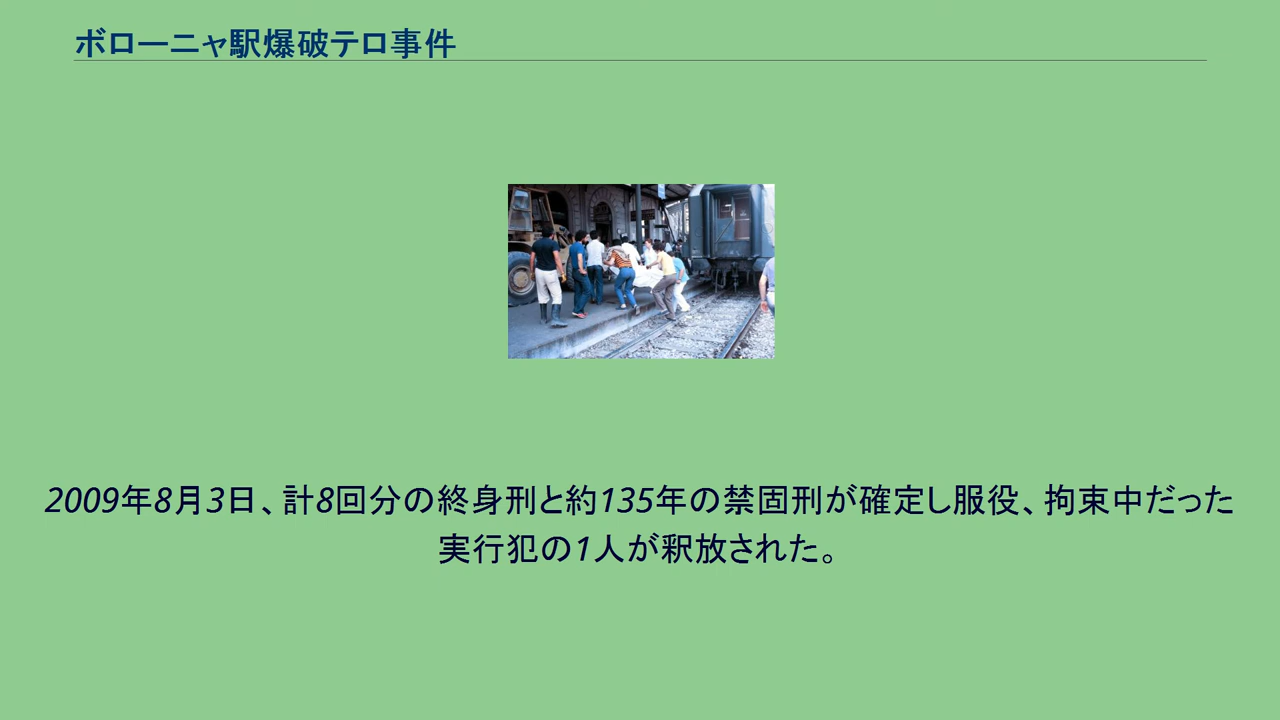 ボローニャ駅爆破テロ事件
2009年8月3日、計8回分の終身刑と約135年の禁固刑が確定し服役、拘束中だった
実行犯の1人が釈放された。